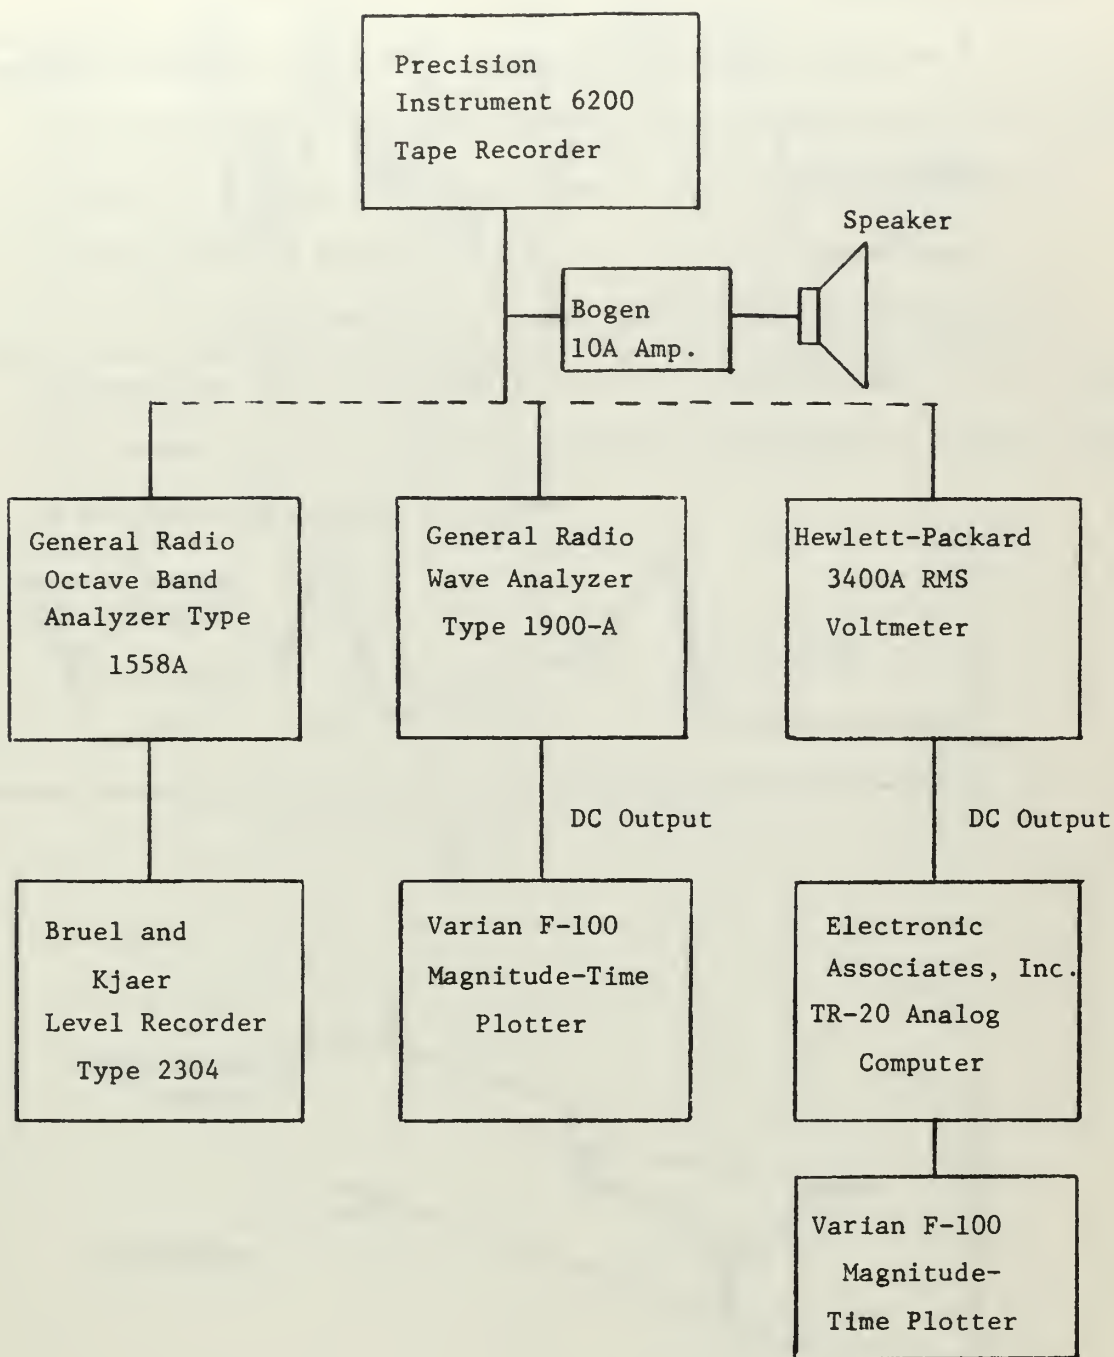 Precision
Instrument 6200
Tape Recorder
Speaker
Bogen
10A Amp.
General Radio
Octave Band
Analyzer Type
1558A
General Radio
Wave Analyzer
Type 1900-A
Hewlett-Packard
3400A RMS
Voltmeter
DC Output
DC Output
Bruel and
Kjaer
Level Recorder
Type 2304
Varian F-100
Magnitude-Time
Plotter
Electronic
Associates, Inc.
TR-20 Analog
Computer
Varian F-100
Magnitude-
Time Plotter